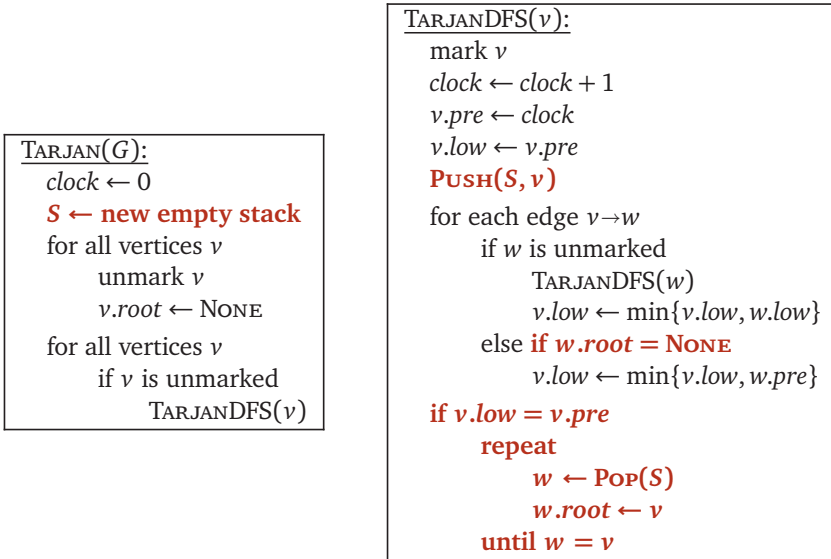 TARJAN(G):
clock ← 0
S ← new empty stack
for all vertices v
unmark v
v.root ← NONE
for all vertices v
if v is unmarked
TARJANDFS(v)
TARJANDFS(v):
mark v
clock ← clock + 1
v.pre ← clock
v.low ← v.pre
PUSH(S, v)
for each edge v→w
if w is unmarked
TARJANDFS(w)
v.low ← min{v.low, w.low}
else if w.root = NONE
v.low ← min{v.low, w.pre}
if v.low = v.pre
repeat
w ← POP(S)
w.root ← v
until w = v